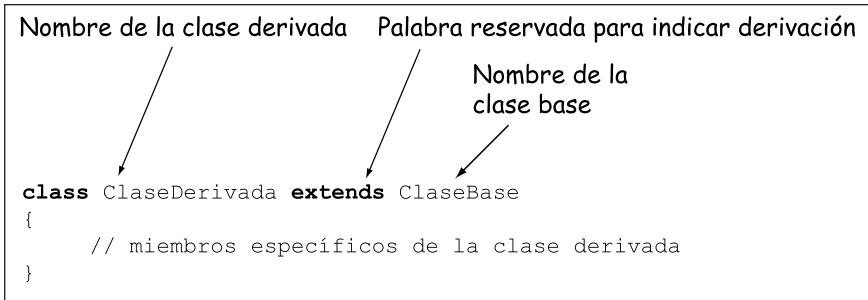 Nombre de la clase derivada
Palabra reservada para indicar derivación
Nombre de la
clase base
class ClaseDerivada extends ClaseBase
{
// miembros específicos de la clase derivada
}